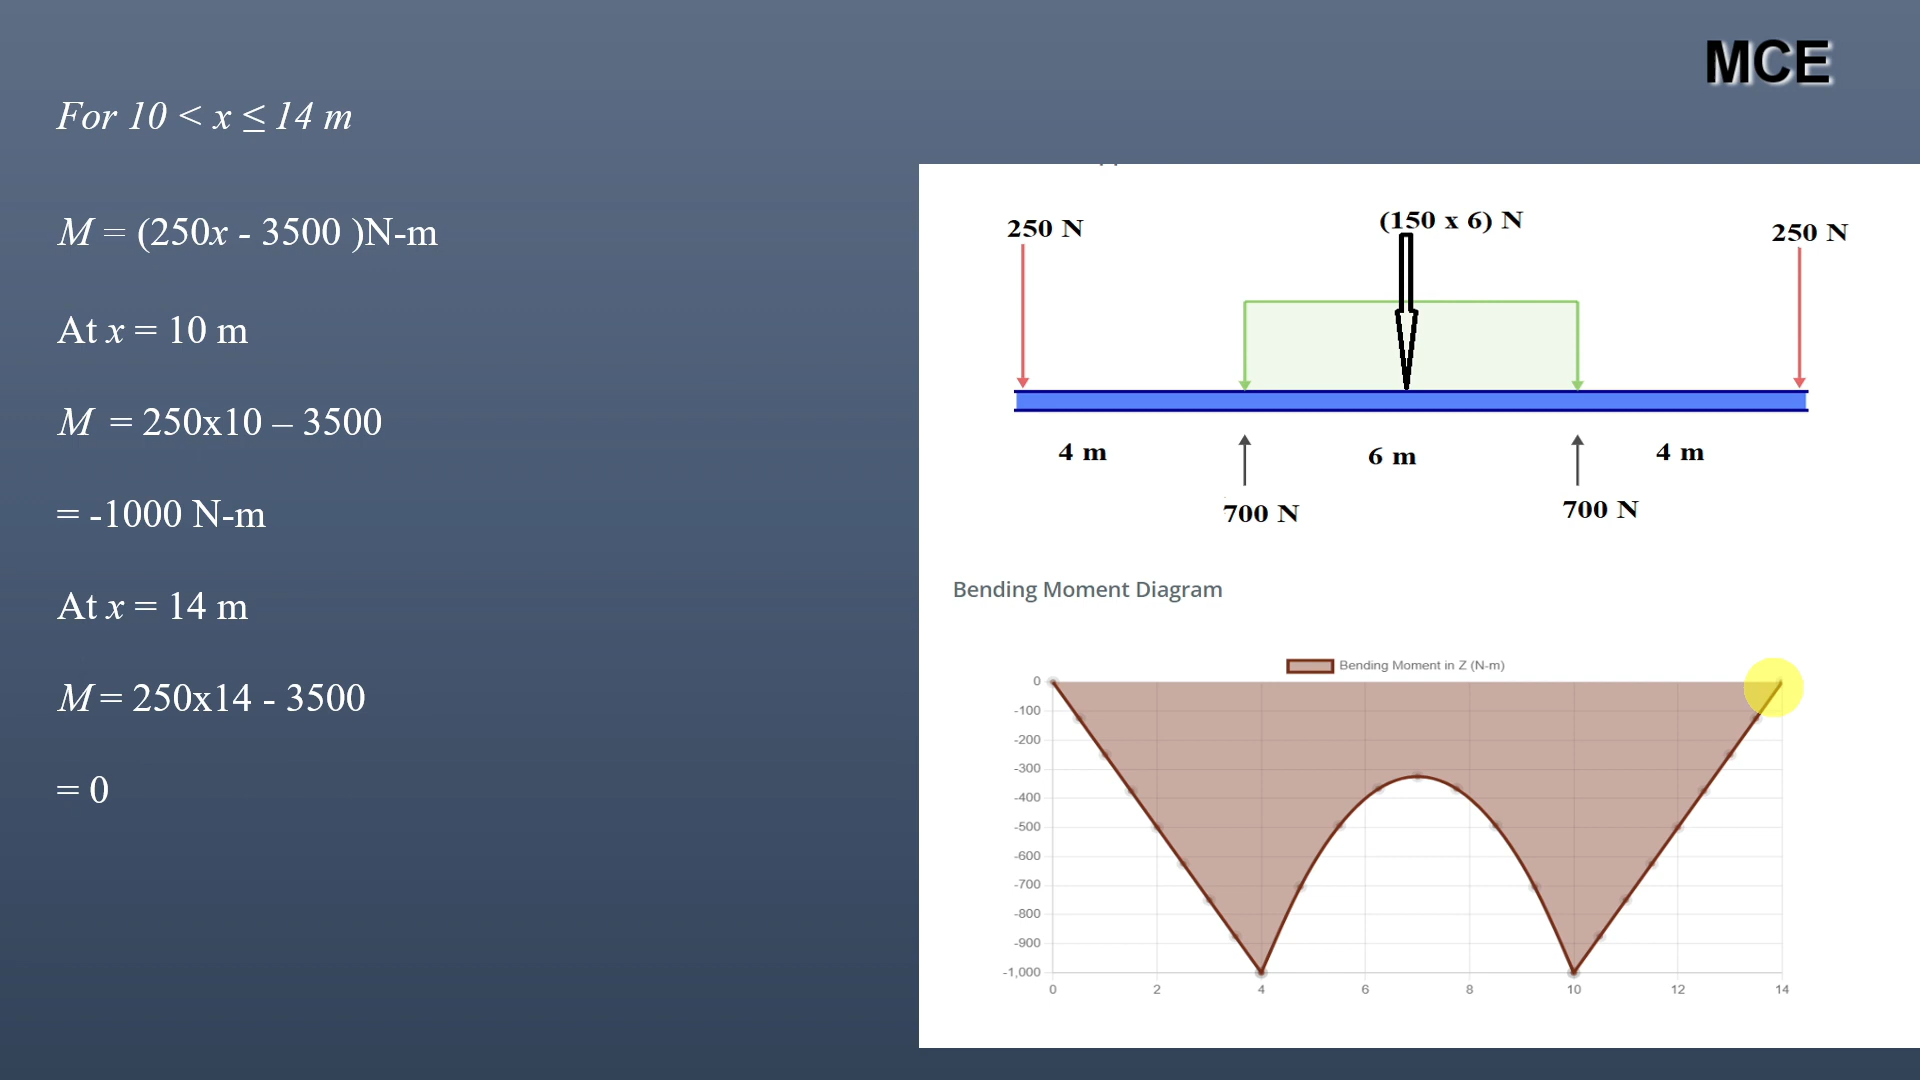 MCE
For 10 < x ≤ 14 m
M = (250x - 3500 )N-m
At x = 10 m
M = 250x10 – 3500
= -1000 N-m
At x = 14 m
M = 250x14 - 3500
= 0
250 N
(150 x 6) N
250 N
4 m
6 m
4 m
700 N
700 N
Bending Moment Diagram
Bending Moment in Z (N-m)
0
-100
-200
-300
-400
-500
-600
-700
-800
-900
-1,000
0 2 4 6 8 10 12 14